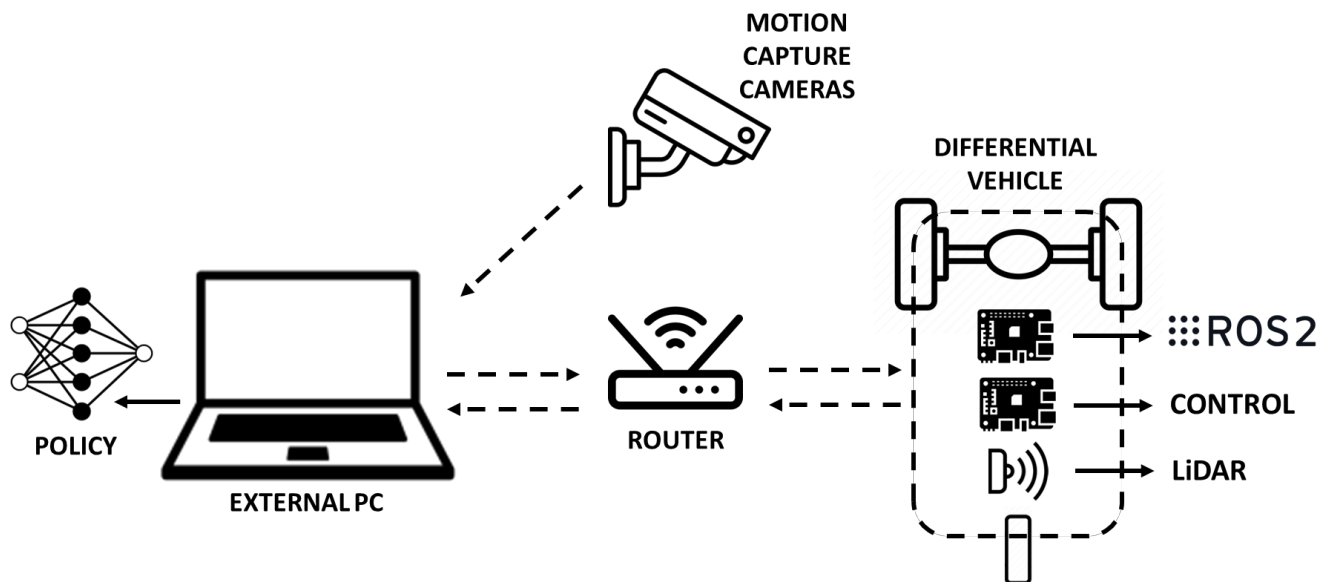 MOTION
CAPTURE
CAMERAS
DIFFERENTIAL
VEHICLE
ROS2
CONTROL
LiDAR
ROUTER
POLICY
EXTERNAL PC